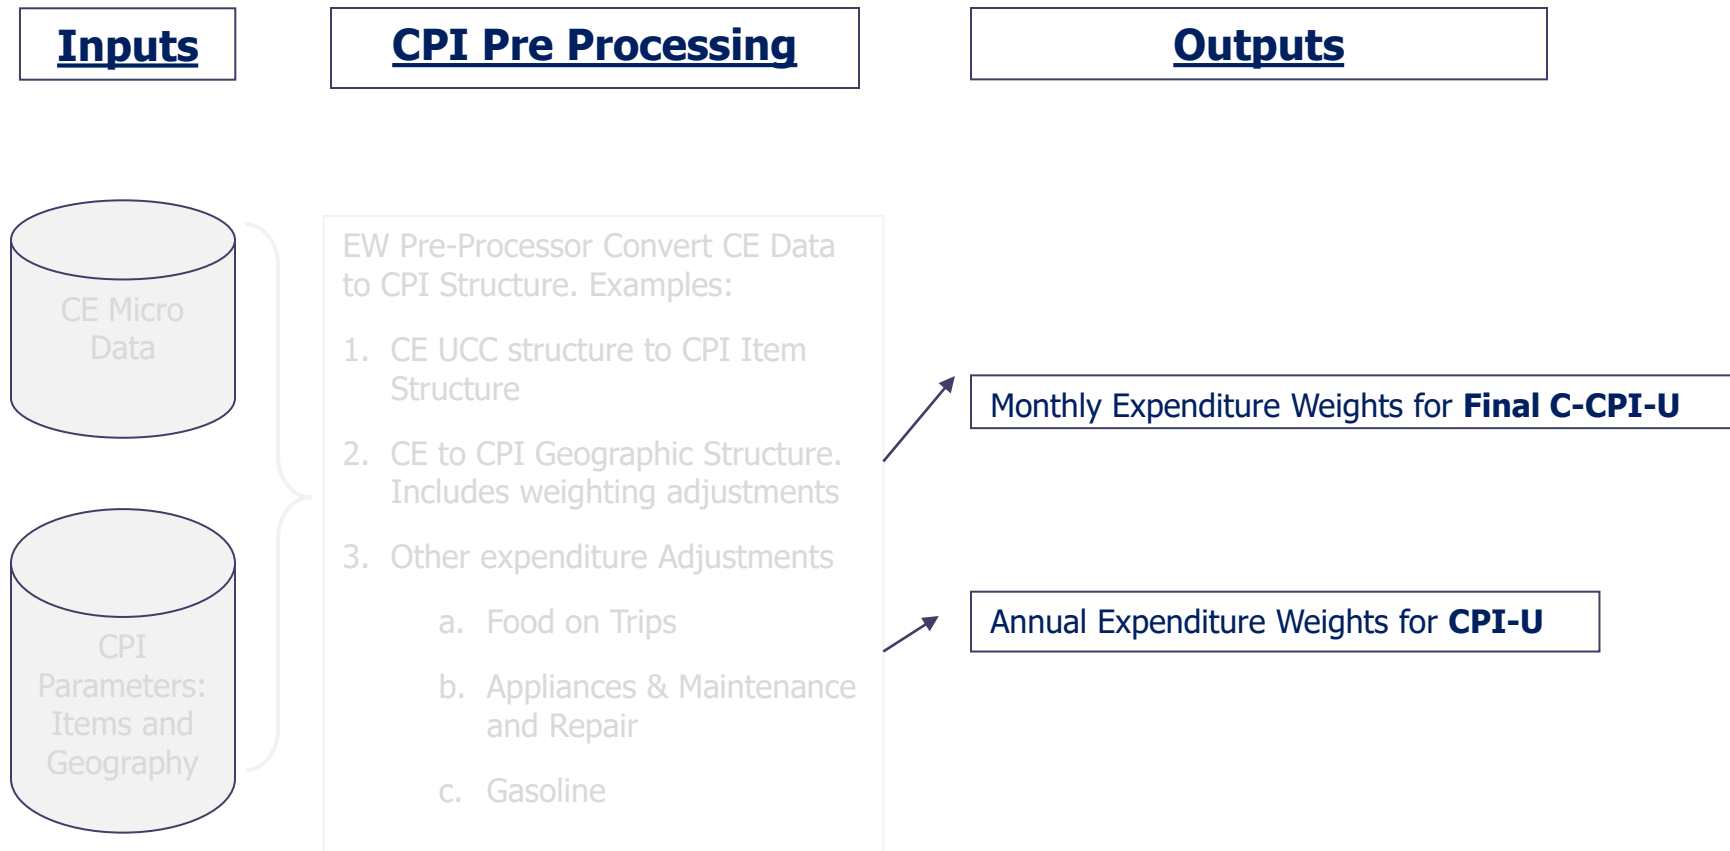 Inputs
CPI Pre Processing
Outputs
CE Micro
Data
CPI
Parameters:
Items and
Geography
EW Pre-Processor Convert CE Data
to CPI Structure. Examples:
1. CE UCC structure to CPI Item
Structure
2. CE to CPI Geographic Structure.
Includes weighting adjustments
3. Other expenditure Adjustments
a. Food on Trips
b. Appliances & Maintenance
and Repair
c. Gasoline
Monthly Expenditure Weights for Final C-CPI-U
Annual Expenditure Weights for CPI-U